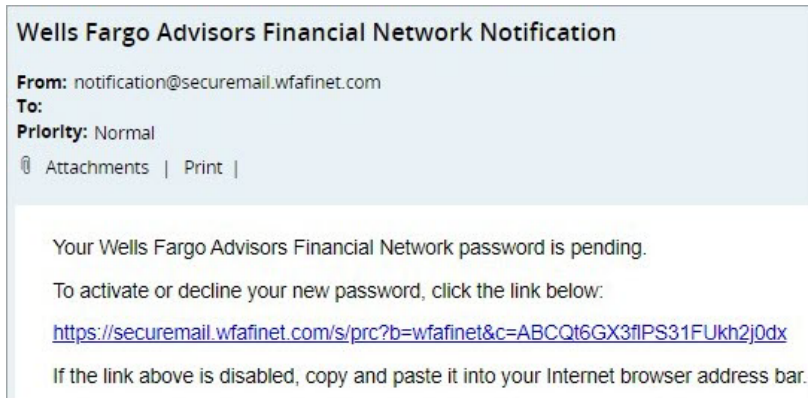 Wells Fargo Advisors Financial Network Notification
From: notification@securemail.wfafinet.com
To:
Priority: Normal
Attachments | Print |
Your Wells Fargo Advisors Financial Network password is pending.
To activate or decline your new password, click the link below:
https://securemail.wfafinet.com/s/prc?b=wfafinet&c=ABCQt6GX3flPS31FUkh2j0dx
If the link above is disabled, copy and paste it into your Internet browser address bar.